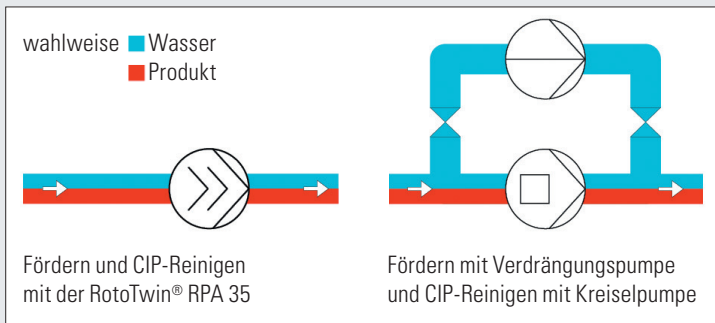 wahlweise Wasser
Produkt
Fördern und CIP-Reinigen
mit der RotoTwin® RPA 35
Fördern mit Verdrängungspumpe
und CIP-Reinigen mit Kreiselpumpe